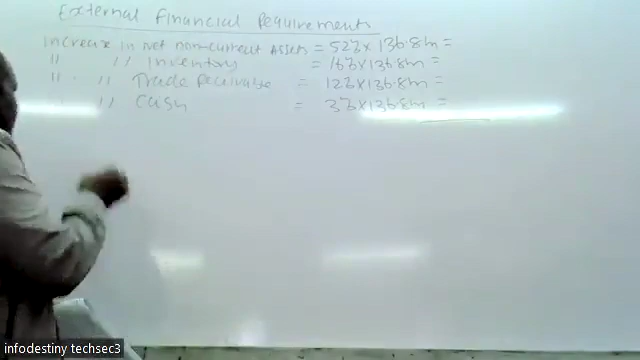 External Financial Requirements
Increase in net non-current Assets = 52% x 136.8m =
" " Inventory = 16% x 136.8m =
" " Trade Receivable = 12% x 136.8m =
" " Cash = 3% x 136.8m =
infodestiny techsec3